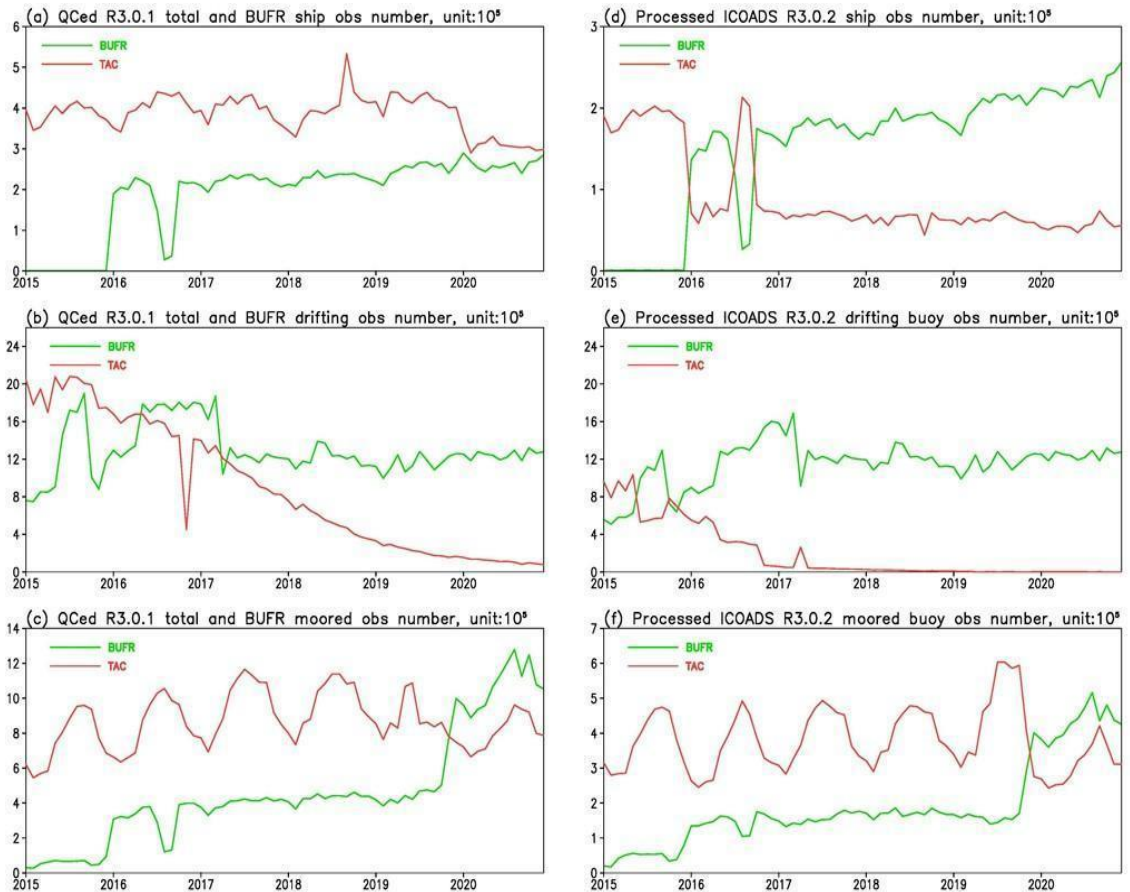 (a) QCed R3.0.1 total and BUFR ship obs number, unit:10⁵
6
5
4
3
2
1
0
BUFR
TAC
2015 2016 2017 2018 2019 2020
(d) Processed ICOADS R3.0.2 ship obs number, unit:10⁵
3
2
1
0
BUFR
TAC
2015 2016 2017 2018 2019 2020
(b) QCed R3.0.1 total and BUFR drifting obs number, unit:10⁵
24
20
16
12
8
4
0
BUFR
TAC
2015 2016 2017 2018 2019 2020
(e) Processed ICOADS R3.0.2 drifting buoy obs number, unit:10⁵
24
20
16
12
8
4
0
BUFR
TAC
2015 2016 2017 2018 2019 2020
(c) QCed R3.0.1 total and BUFR moored obs number, unit:10⁵
14
12
10
8
6
4
2
0
BUFR
TAC
2015 2016 2017 2018 2019 2020
(f) Processed ICOADS R3.0.2 moored buoy obs number, unit:10⁵
7
6
5
4
3
2
1
0
BUFR
TAC
2015 2016 2017 2018 2019 2020